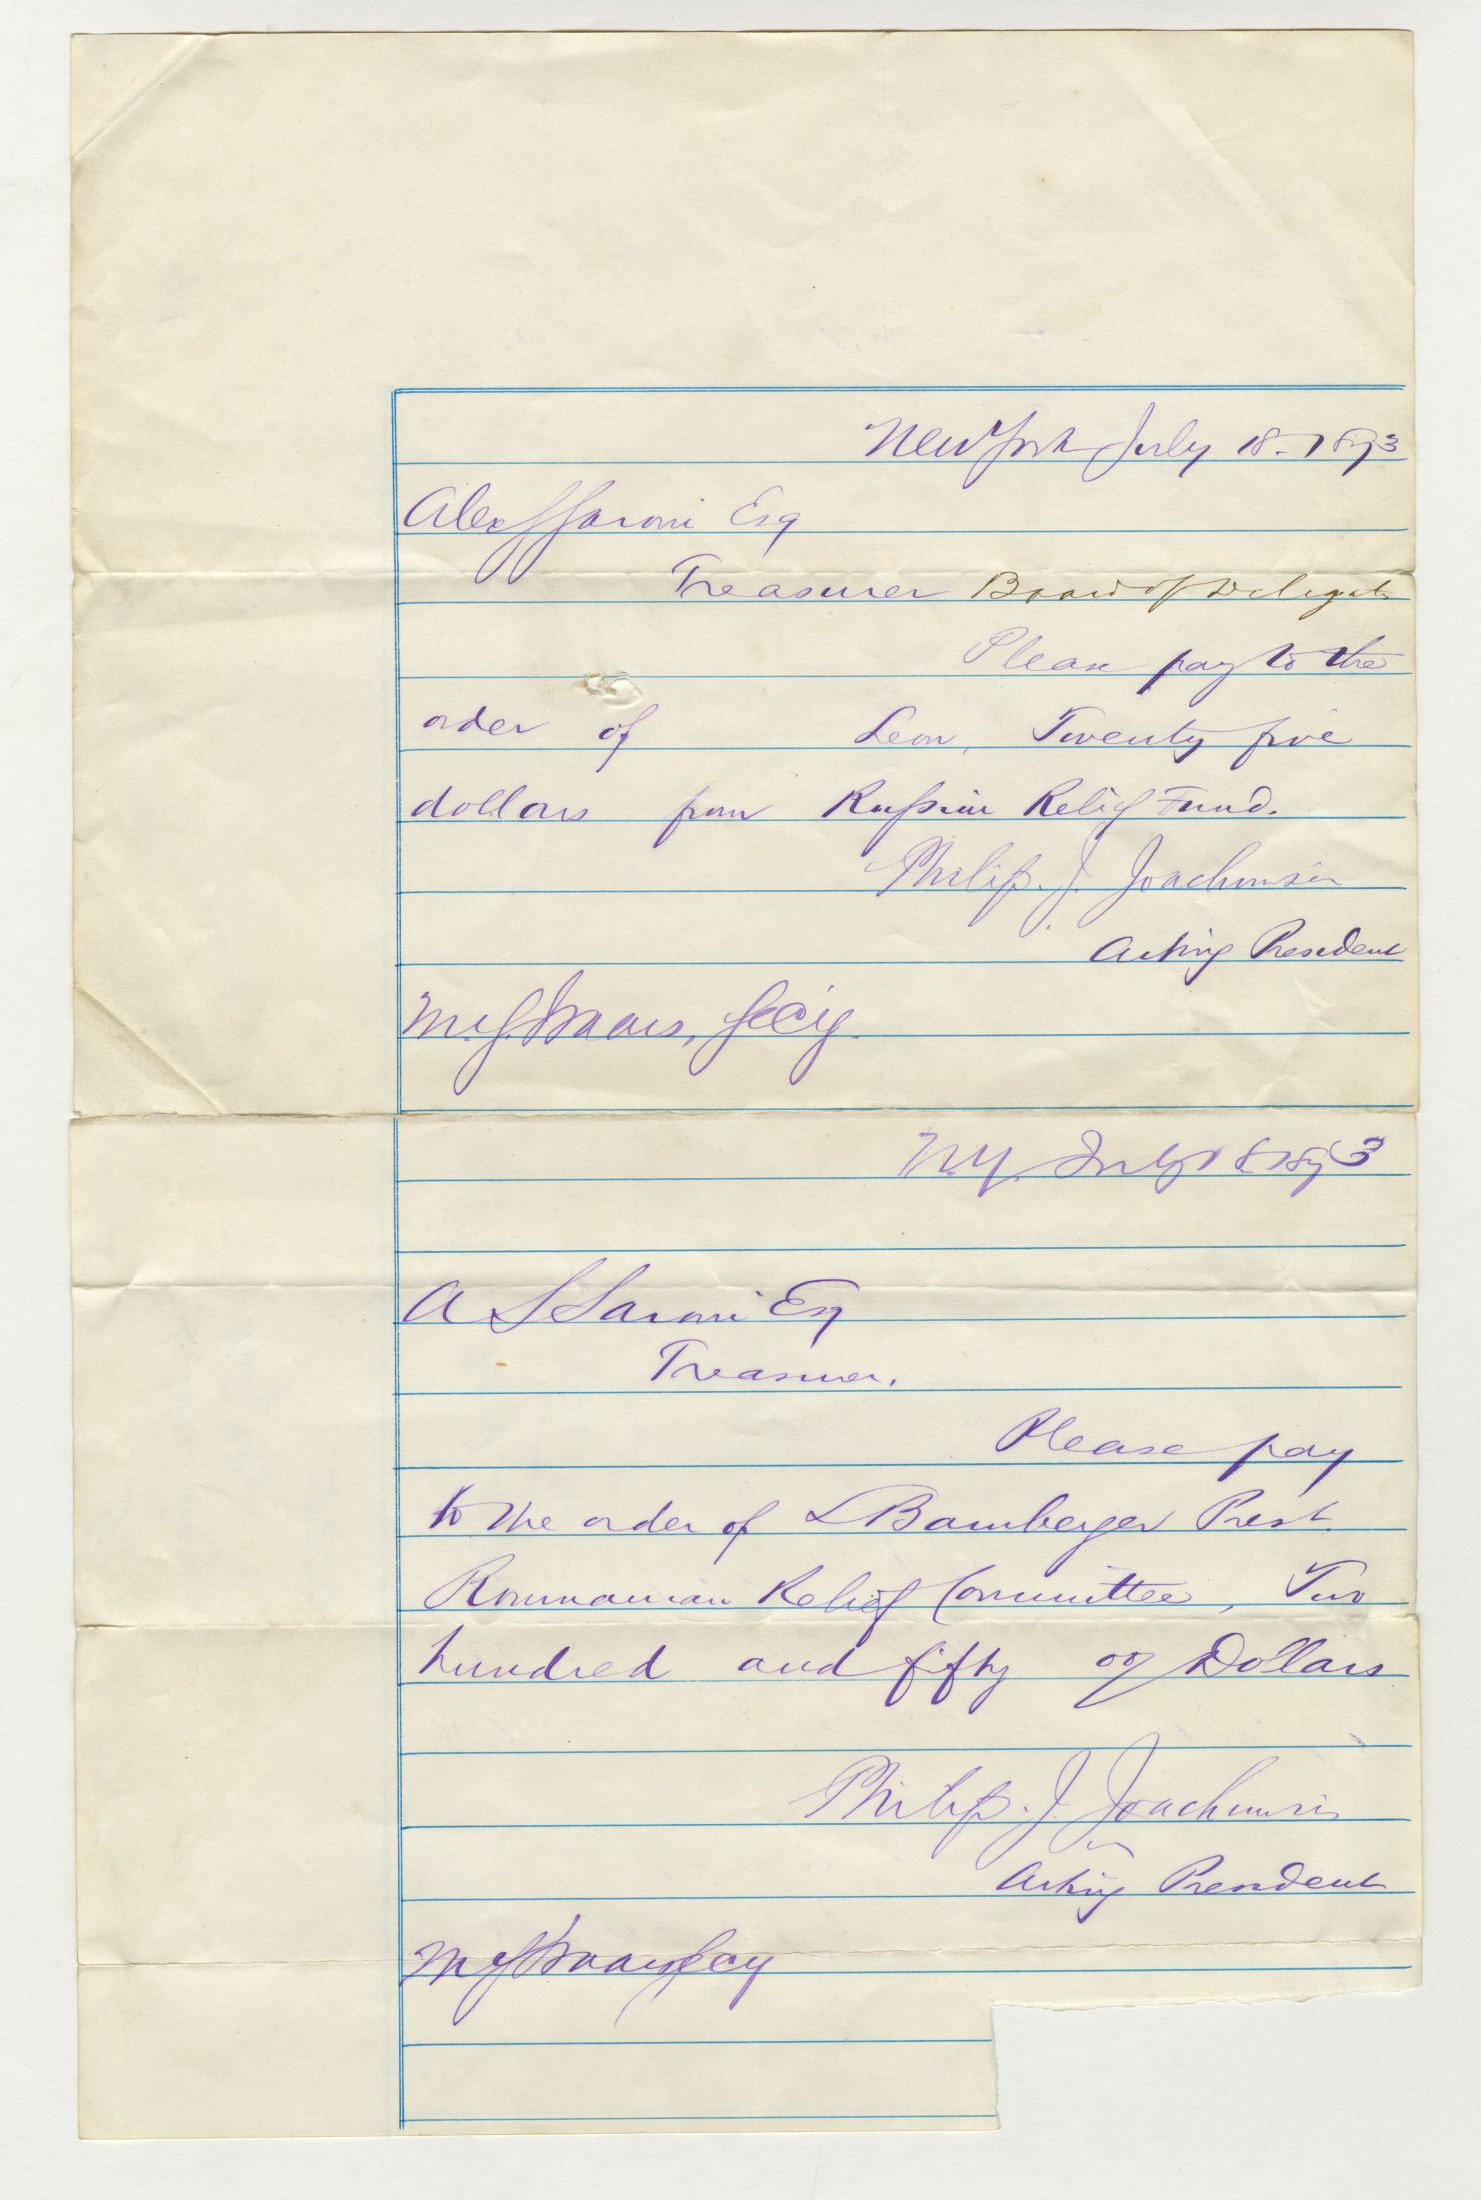 New York July 18. 1873
Alex S Saroni Esq
Treasurer Board of Delegates
Please pay to the
order of Leon, Twenty five
dollars from Russian Relief Fund.
Philip. J. Joachimsen
Acting President
M. S. Isaacs, Secy.
N.Y. July 18 1873
A S Saroni Esq
Treasurer.
Please pay
to the order of L Bamberger Prest.
Roumanian Relief Committee, Two
hundred and fifty Dollars
Philip. J. Joachimsen
Acting President
M S Isaacs Secy